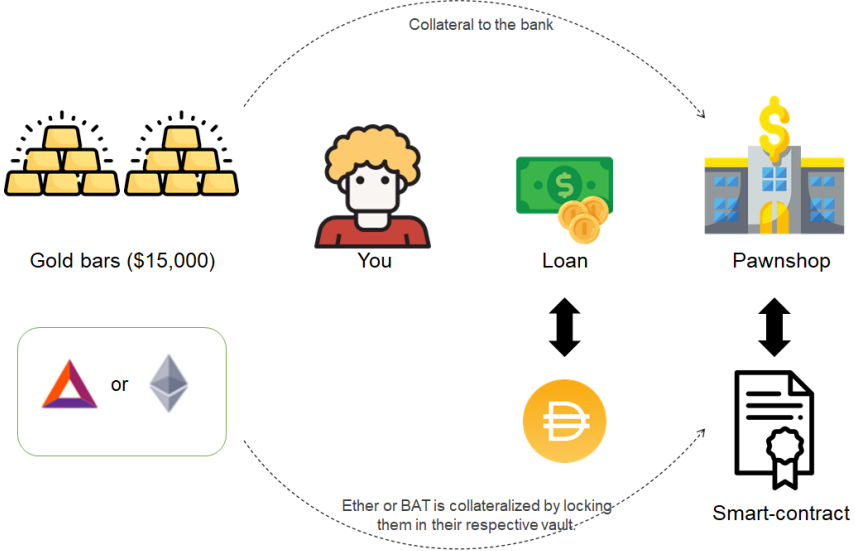 Collateral to the bank
Gold bars ($15,000)
You
Loan
Pawnshop
or
Ether or BAT is collateralized by locking
them in their respective vault.
Smart-contract